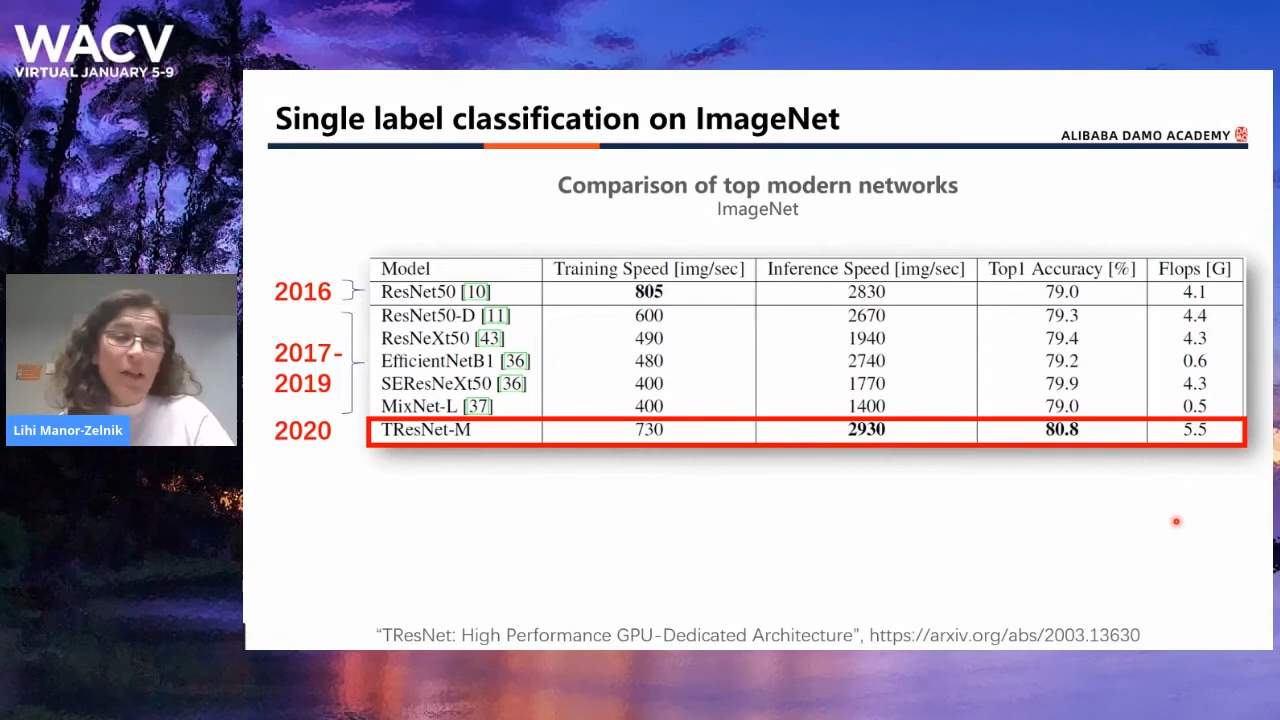 WACV
VIRTUAL JANUARY 5-9
Single label classification on ImageNet
ALIBABA DAMO ACADEMY
Comparison of top modern networks
ImageNet
Model Training Speed [img/sec] Inference Speed [img/sec] Top1 Accuracy [%] Flops [G]
2016 ResNet50 [10] 805 2830 79.0 4.1
ResNet50-D [11] 600 2670 79.3 4.4
ResNeXt50 [43] 490 1940 79.4 4.3
2017-
EfficientNetB1 [36] 480 2740 79.2 0.6
2019 SEResNeXt50 [36] 400 1770 79.9 4.3
MixNet-L [37] 400 1400 79.0 0.5
2020 TResNet-M 730 2930 80.8 5.5
Lihi Manor-Zelnik
“TResNet: High Performance GPU-Dedicated Architecture”, https://arxiv.org/abs/2003.13630